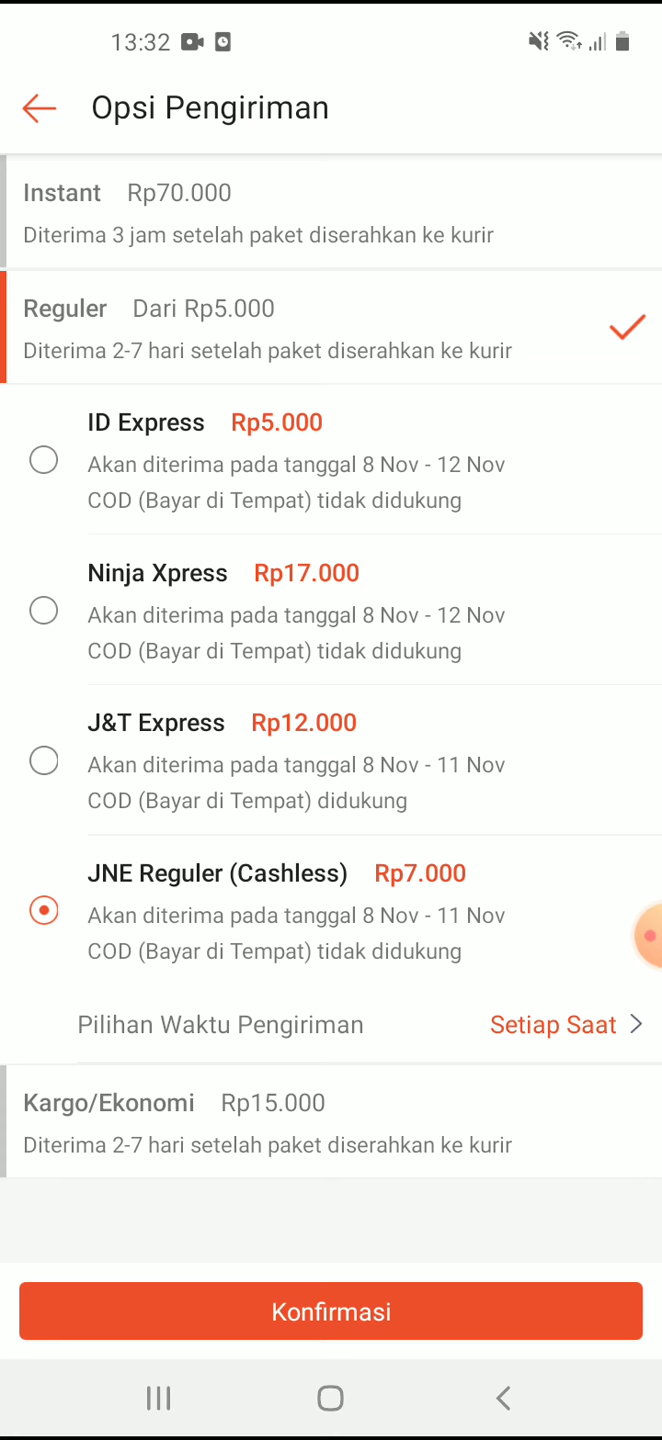 13:32
Opsi Pengiriman
Instant Rp70.000
Diterima 3 jam setelah paket diserahkan ke kurir
Reguler Dari Rp5.000
Diterima 2-7 hari setelah paket diserahkan ke kurir
ID Express Rp5.000
Akan diterima pada tanggal 8 Nov - 12 Nov
COD (Bayar di Tempat) tidak didukung
Ninja Xpress Rp17.000
Akan diterima pada tanggal 8 Nov - 12 Nov
COD (Bayar di Tempat) tidak didukung
J&T Express Rp12.000
Akan diterima pada tanggal 8 Nov - 11 Nov
COD (Bayar di Tempat) didukung
JNE Reguler (Cashless) Rp7.000
Akan diterima pada tanggal 8 Nov - 11 Nov
COD (Bayar di Tempat) tidak didukung
Pilihan Waktu Pengiriman Setiap Saat
Kargo/Ekonomi Rp15.000
Diterima 2-7 hari setelah paket diserahkan ke kurir
Konfirmasi